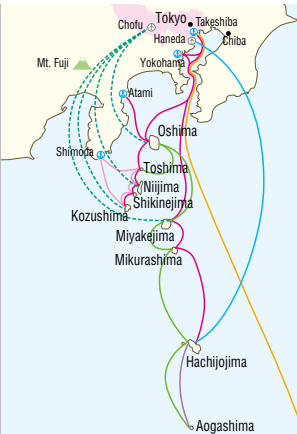 Tokyo
Takeshiba
Chofu
Haneda
Chiba
Yokohama
Mt. Fuji
Atami
Oshima
Shimoda
Toshima
Niijima
Shikinejima
Kozushima
Miyakejima
Mikurashima
Hachijojima
Aogashima